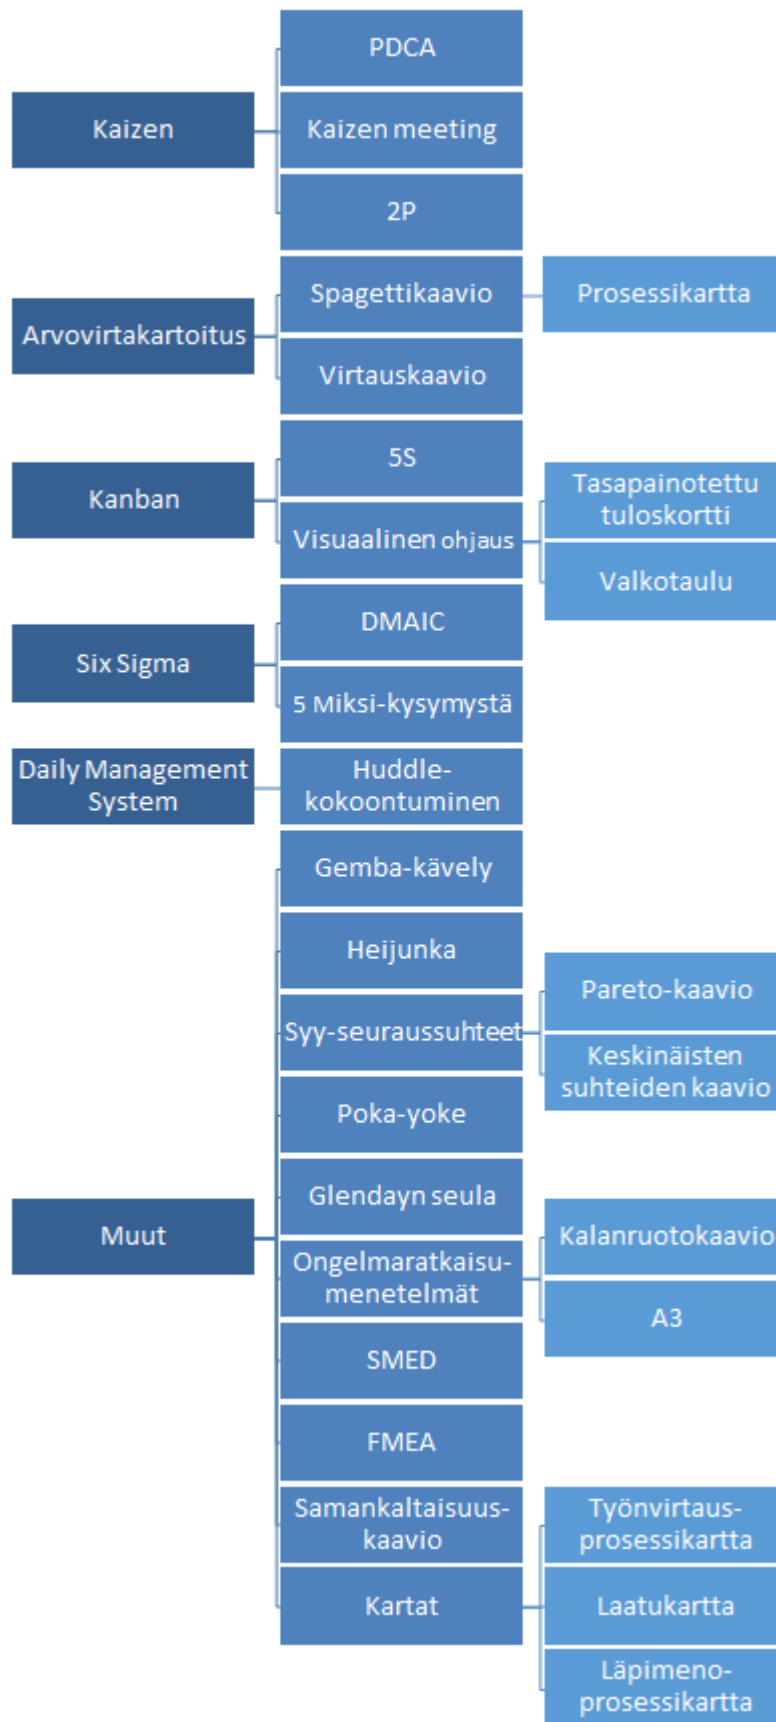 PDCA
Kaizen
Kaizen meeting
2P
Arvovirtakartoitus
Spagettikaavio
Prosessikartta
Virtauskaavio
Kanban
5S
Visuaalinen ohjaus
Tasapainotettu
tuloskortti
Valkotaulu
Six Sigma
DMAIC
5 Miksi-kysymystä
Daily Management
System
Huddle-
kokoontuminen
Gemba-kävely
Heijunka
Syy-seuraussuhteet
Pareto-kaavio
Keskinäisten
suhteiden kaavio
Poka-yoke
Glendayn seula
Muut
Ongelmaratkaisu-
menetelmät
Kalanruotokaavio
A3
SMED
FMEA
Samankaltaisuus-
kaavio
Kartat
Työnvirtaus-
prosessikartta
Laatukartta
Läpimeno-
prosessikartta